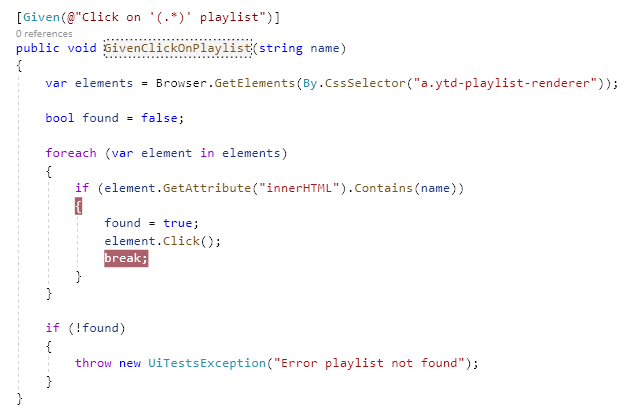 [Given(@"Click on '(.*)' playlist")]
0 references
public void GivenClickOnPlaylist(string name)
{
var elements = Browser.GetElements(By.CssSelector("a.ytd-playlist-renderer"));
bool found = false;
foreach (var element in elements)
{
if (element.GetAttribute("innerHTML").Contains(name))
{
found = true;
element.Click();
break;
}
}
if (!found)
{
throw new UiTestsException("Error playlist not found");
}
}